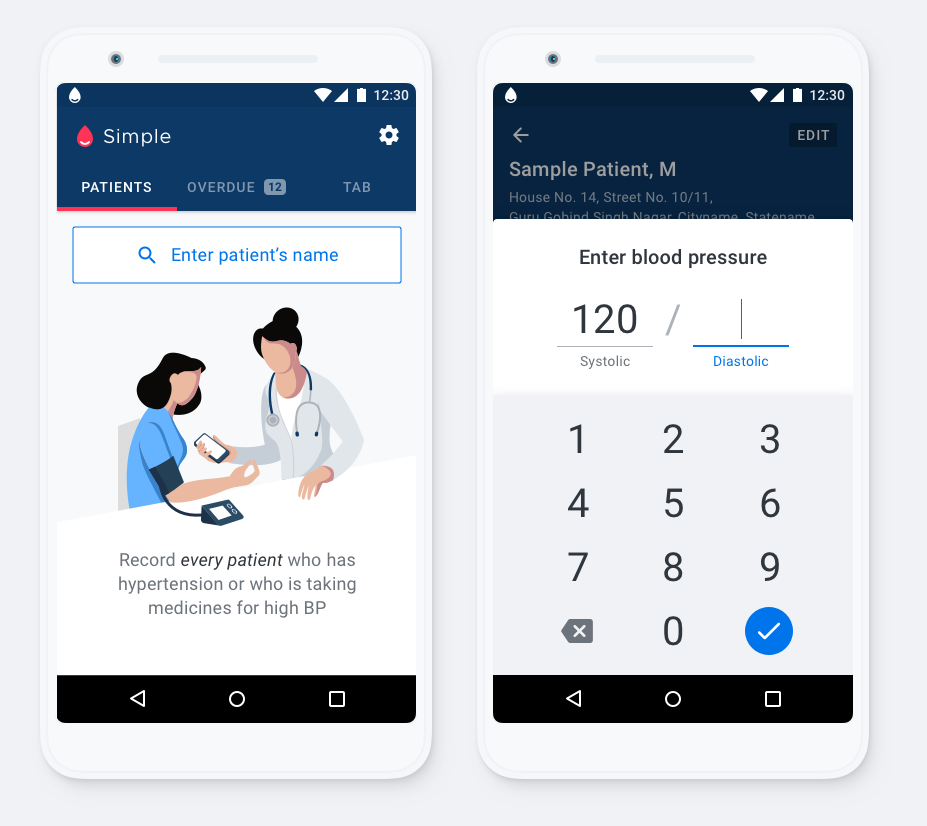 12:30
Simple
PATIENTS OVERDUE 12 TAB
Enter patient’s name
Record every patient who has
hypertension or who is taking
medicines for high BP
12:30
EDIT
Sample Patient, M
House No. 14, Street No. 10/11,
Guru Gobind Singh Nagar, Cityname, Statename
Enter blood pressure
120 /
Systolic Diastolic
1 2 3
4 5 6
7 8 9
0